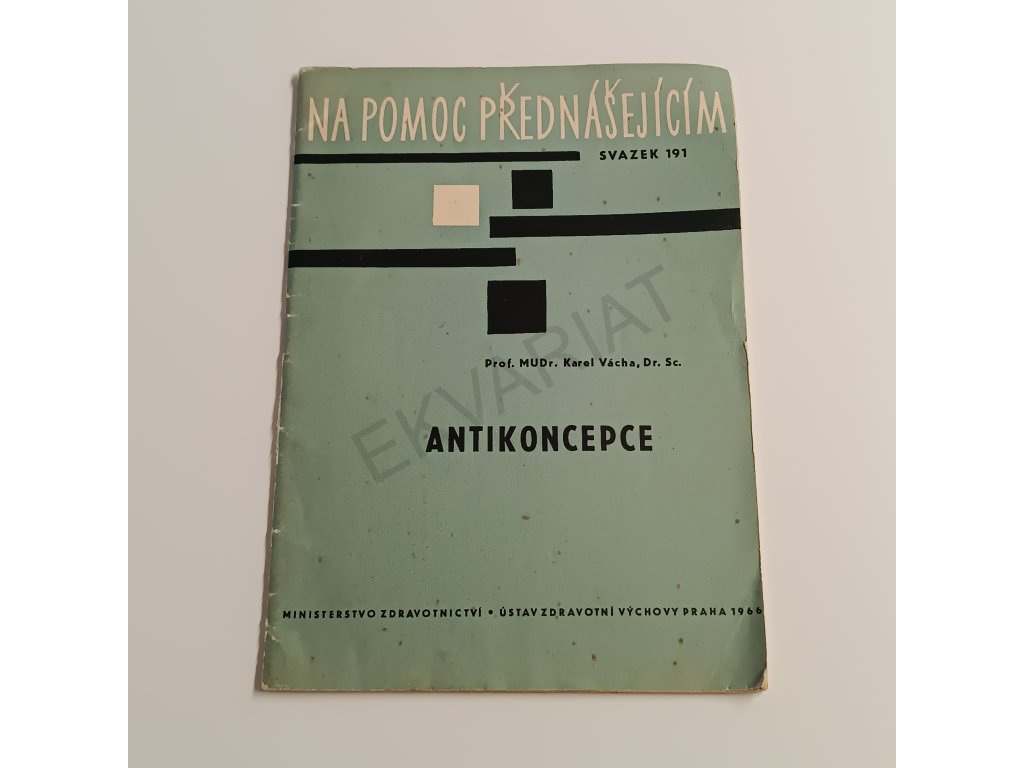 NA POMOC PŘEDNÁŠEJÍCÍM
SVAZEK 191
Prof. MUDr. Karel Vácha, Dr. Sc.
EKVARIAT
ANTIKONCEPCE
MINISTERSTVO ZDRAVOTNICTVÍ • ÚSTAV ZDRAVOTNÍ VÝCHOVY PRAHA 1966